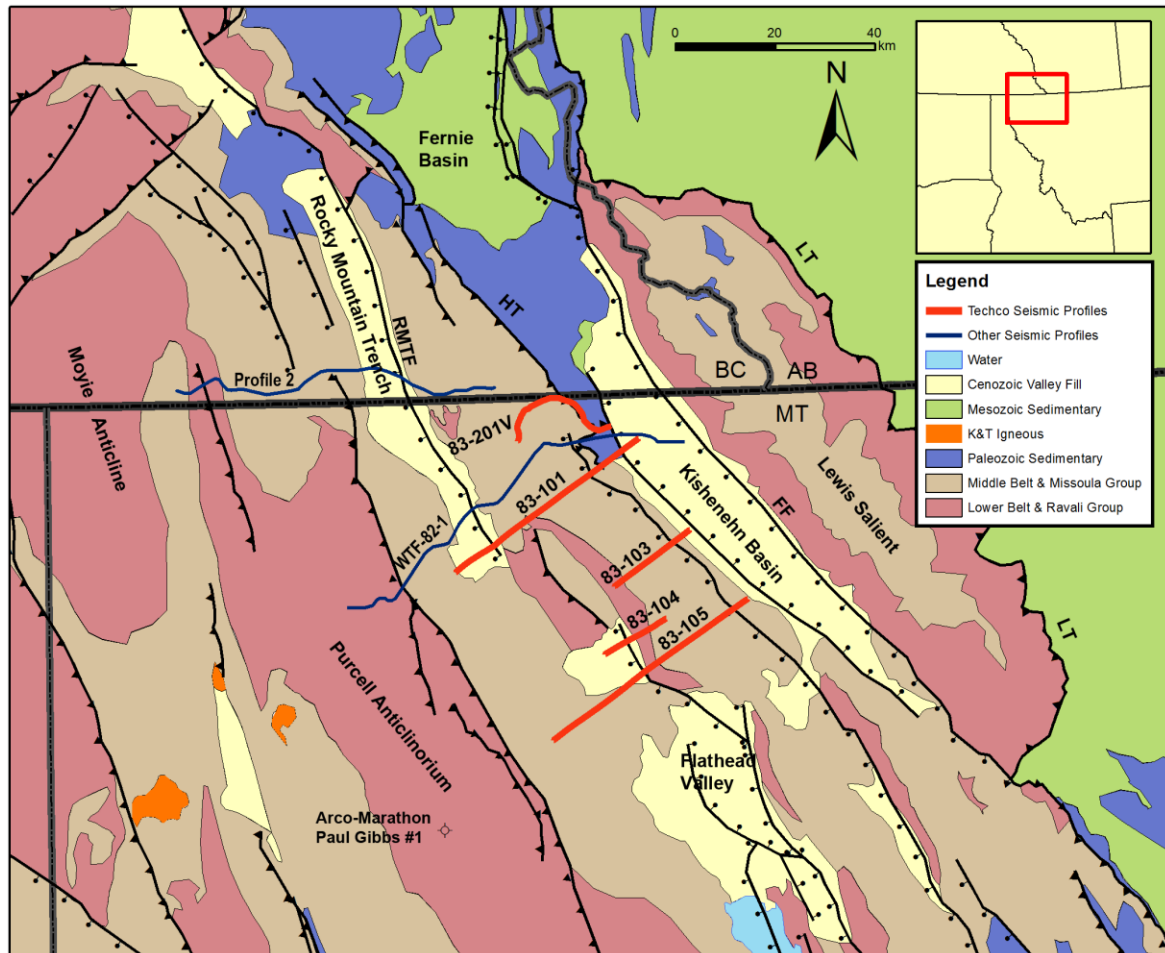 0
20
40
km
N
Fernie
Basin
LT
Rocky Mountain Trench
RMTF
HT
Moyie
Anticline
Profile 2
BC
AB
MT
83-201V
83-101
WTF-82-1
Kishenehn Basin
FF
Lewis Salient
83-103
83-104
83-105
LT
Purcell Anticlinorium
Flathead
Valley
Arco-Marathon
Paul Gibbs #1
Legend
Techco Seismic Profiles
Other Seismic Profiles
Water
Cenozoic Valley Fill
Mesozoic Sedimentary
K&T Igneous
Paleozoic Sedimentary
Middle Belt & Missoula Group
Lower Belt & Ravali Group